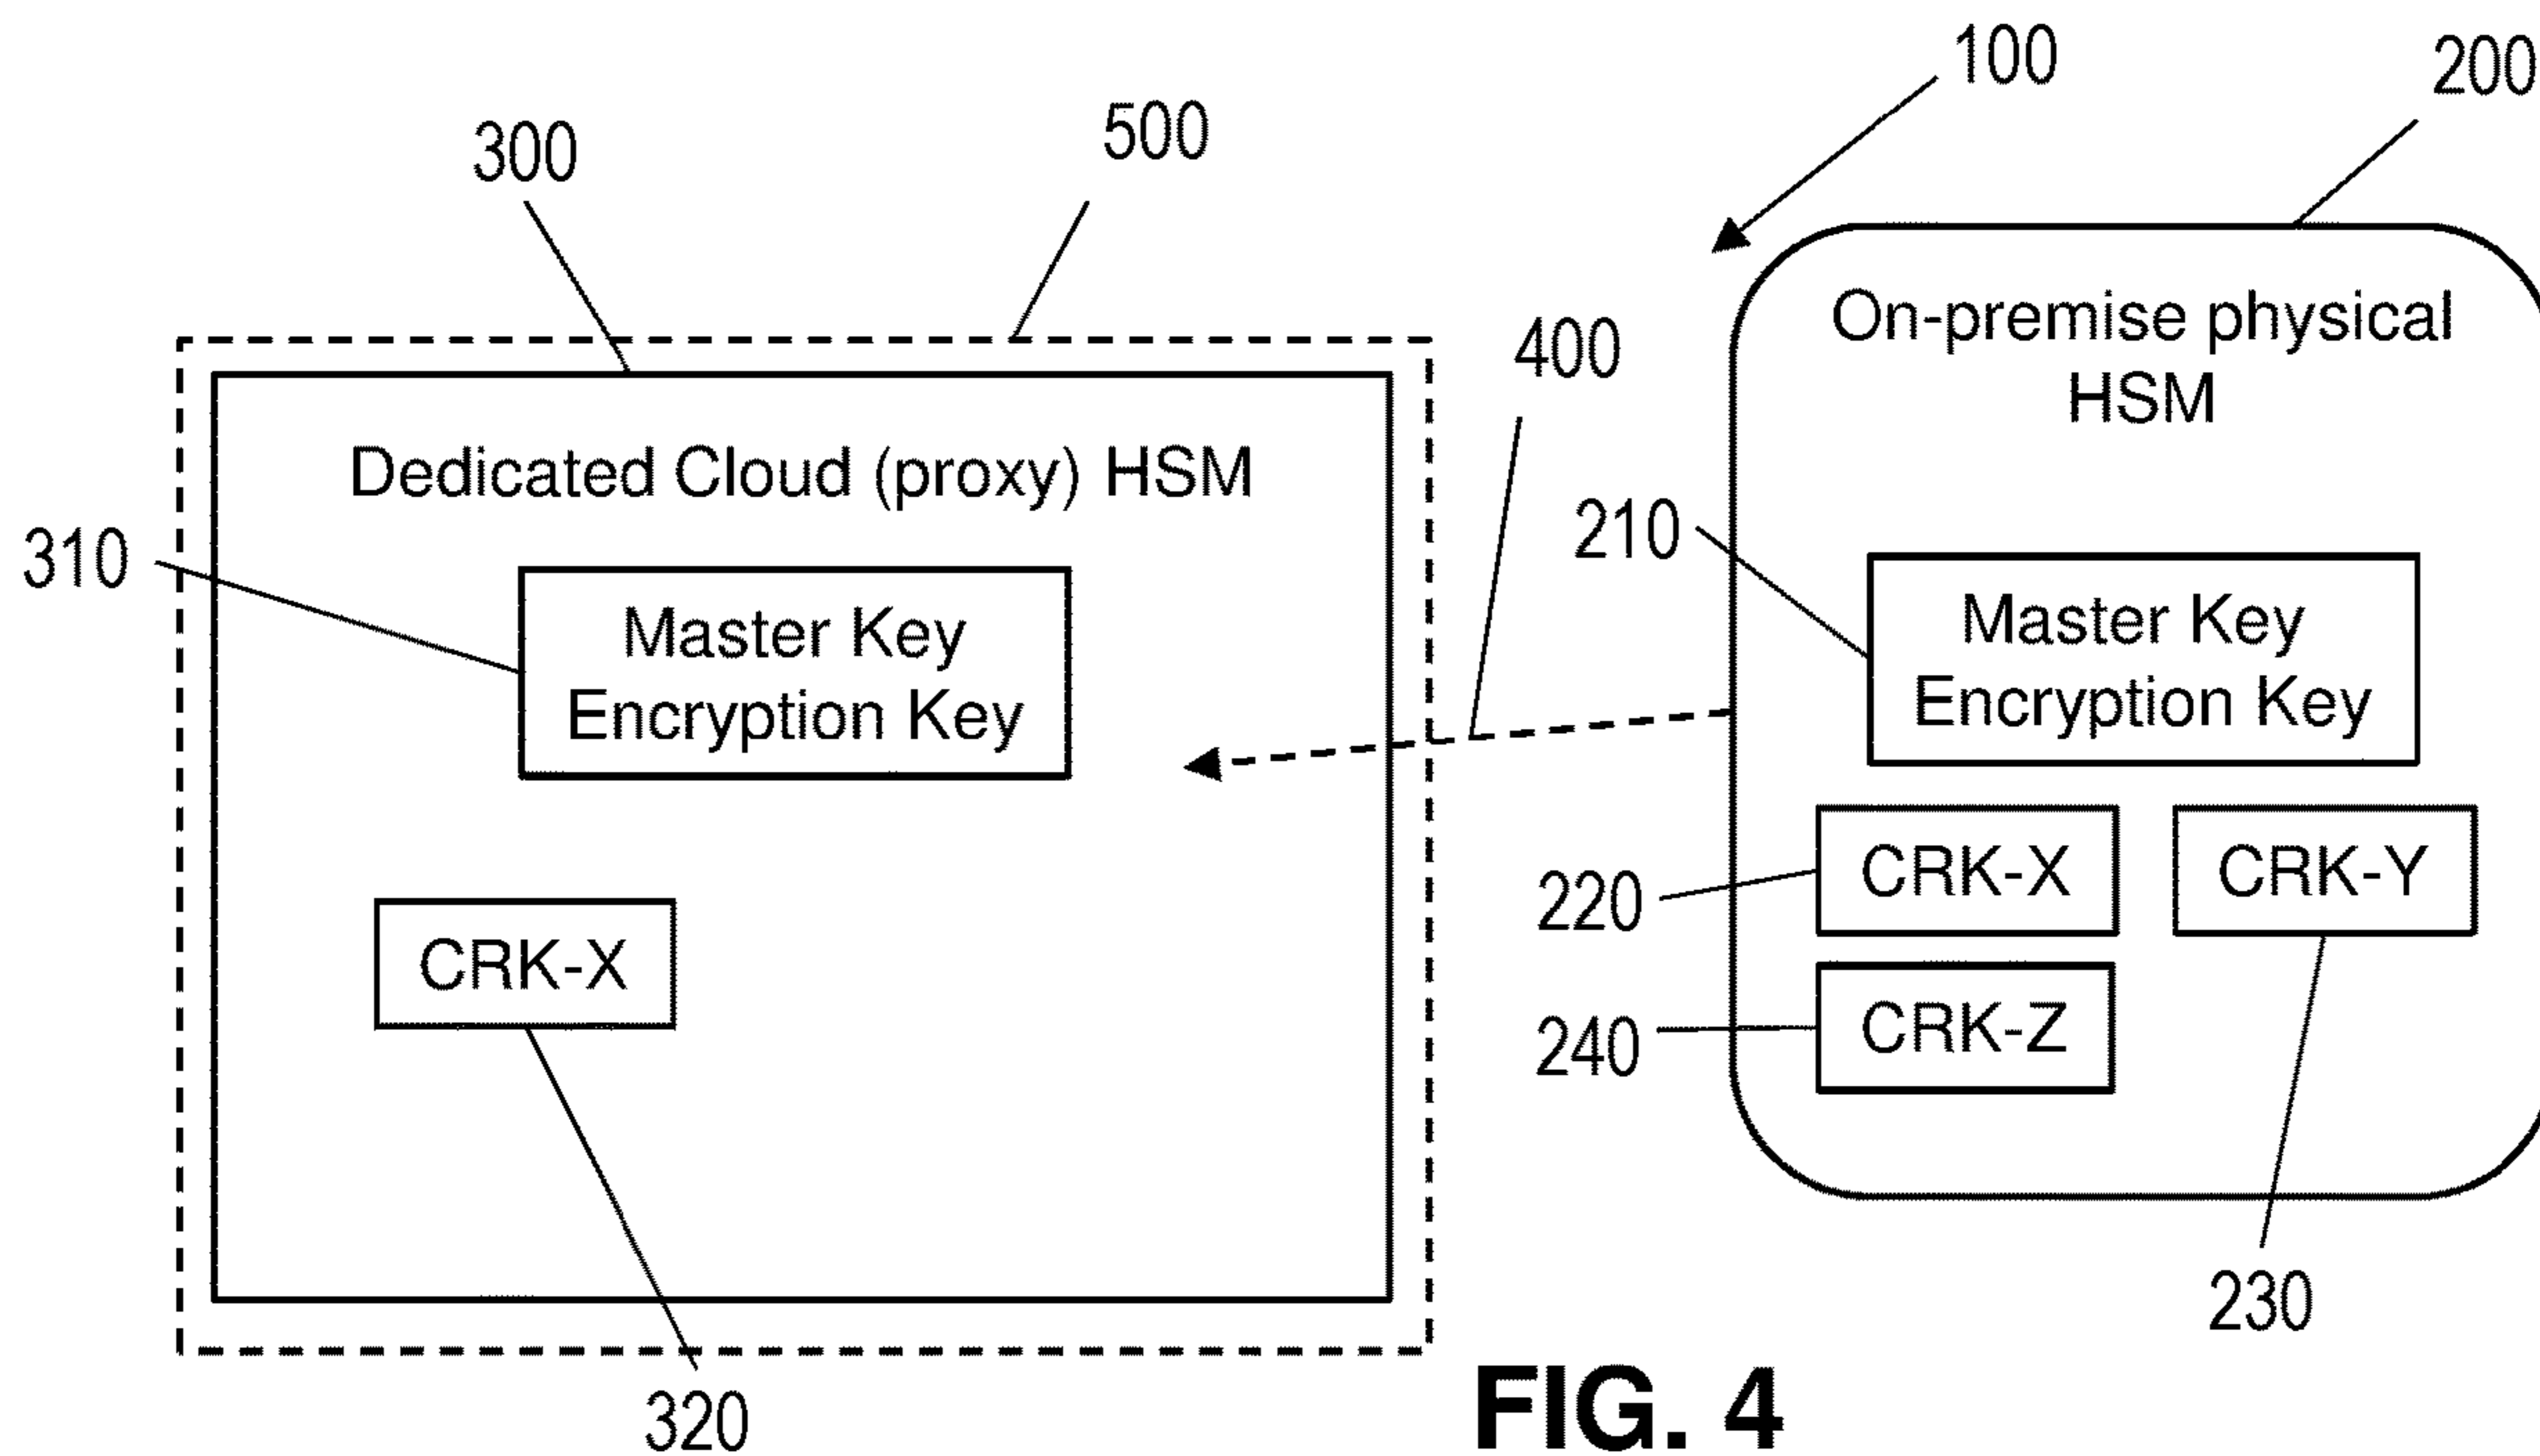 100
200
300
500
On-premise physical
HSM
400
Dedicated Cloud (proxy) HSM
210
310
Master Key
Encryption Key
Master Key
Encryption Key
220
CRK-X
CRK-Y
CRK-X
240
CRK-Z
230
320
FIG. 4